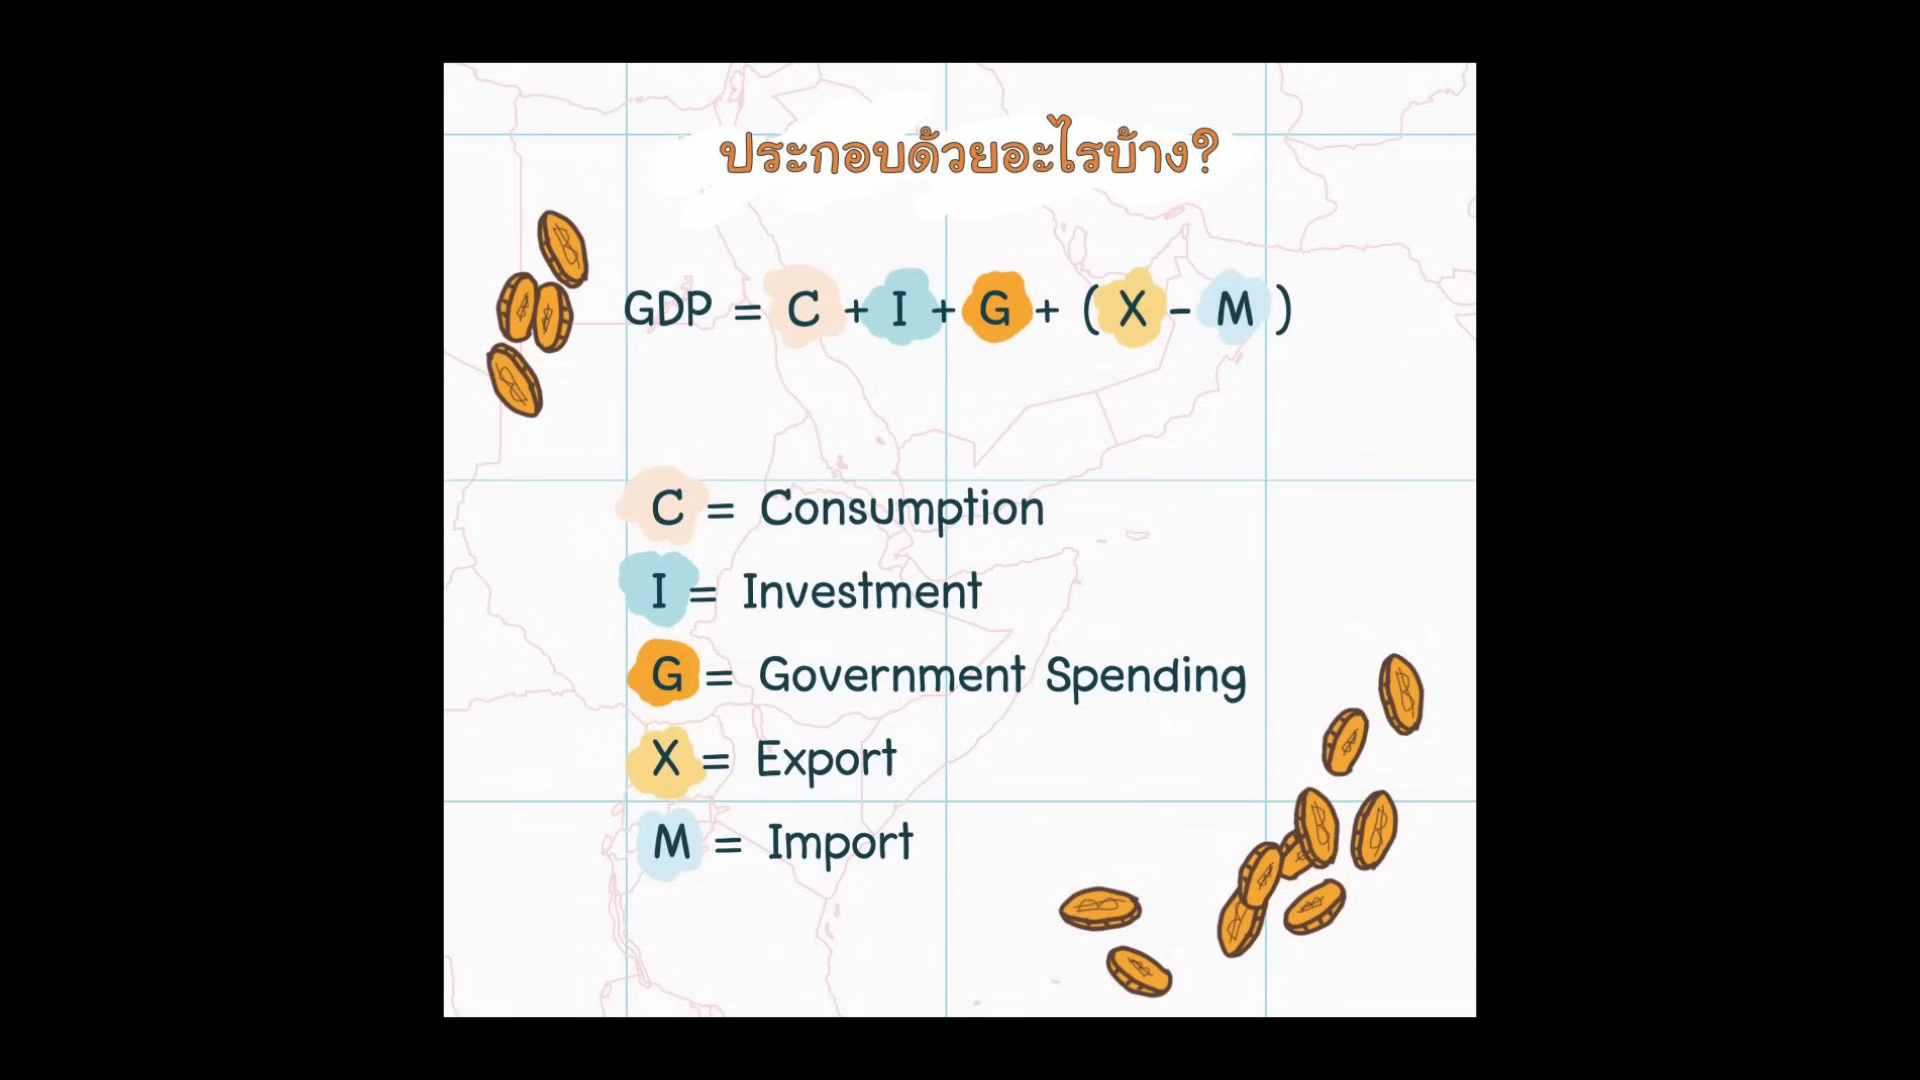 ประกอบด้วยอะไรบ้าง?
GDP = C + I + G + ( X - M )
C = Consumption
I = Investment
G = Government Spending
X = Export
M = Import